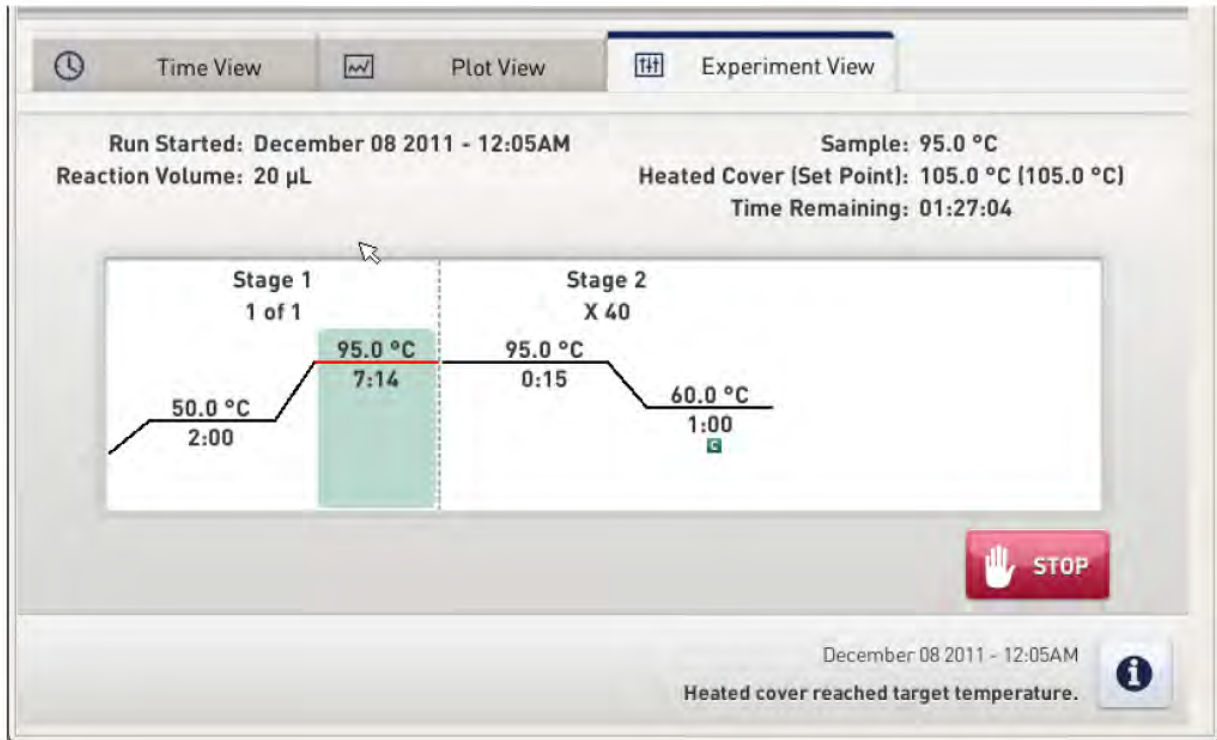 Time View
Plot View
Experiment View
Run Started: December 08 2011 - 12:05AM
Reaction Volume: 20 µL
Sample: 95.0 °C
Heated Cover (Set Point): 105.0 °C (105.0 °C)
Time Remaining: 01:27:04
Stage 1
1 of 1
Stage 2
X 40
50.0 °C
2:00
95.0 °C
7:14
95.0 °C
0:15
60.0 °C
1:00
C
STOP
December 08 2011 - 12:05AM
Heated cover reached target temperature.